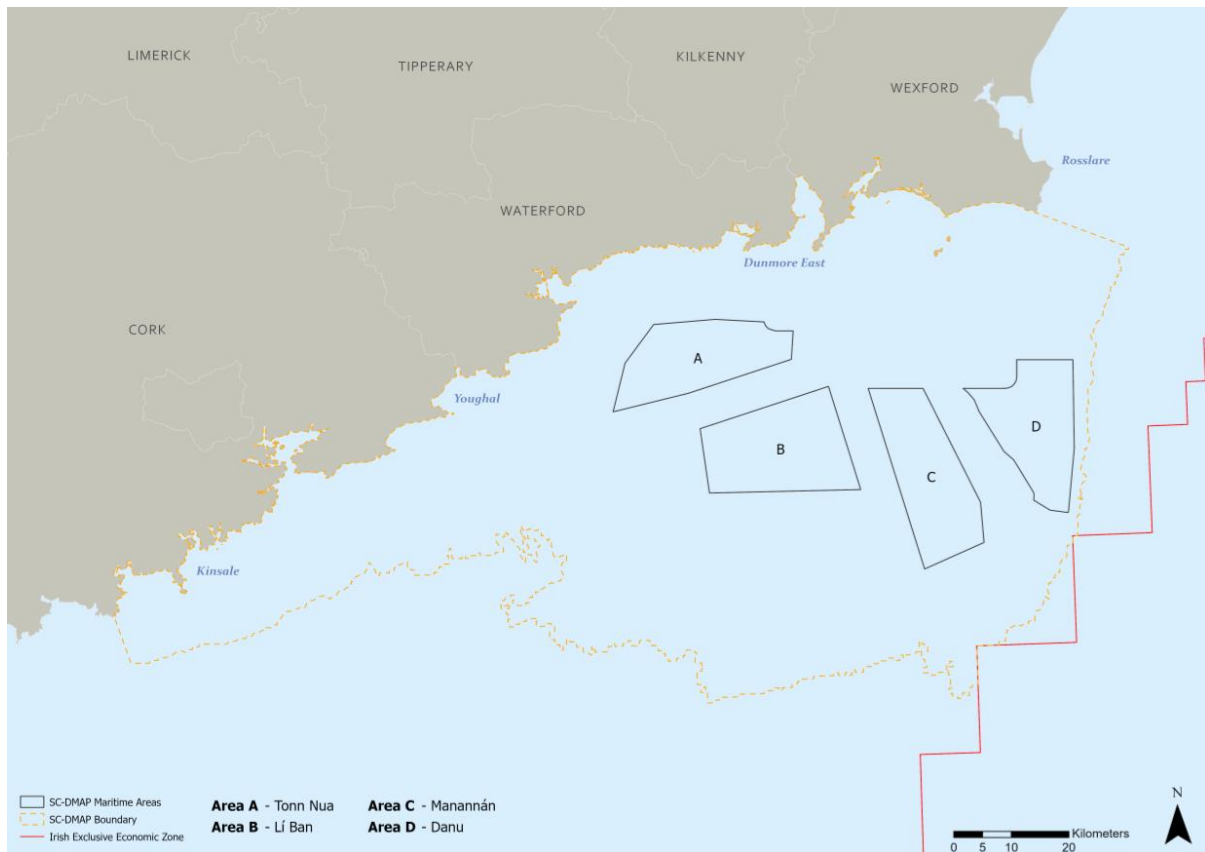 LIMERICK
TIPPERARY
KILKENNY
WEXFORD
Rosslare
WATERFORD
Dunmore East
CORK
Youghal
Kinsale
A
B
C
D
SC-DMAP Maritime Areas
SC-DMAP Boundary
Irish Exclusive Economic Zone
Area A - Tonn Nua
Area B - Lí Ban
Area C - Manannán
Area D - Danu
N
Kilometers
0 5 10 20